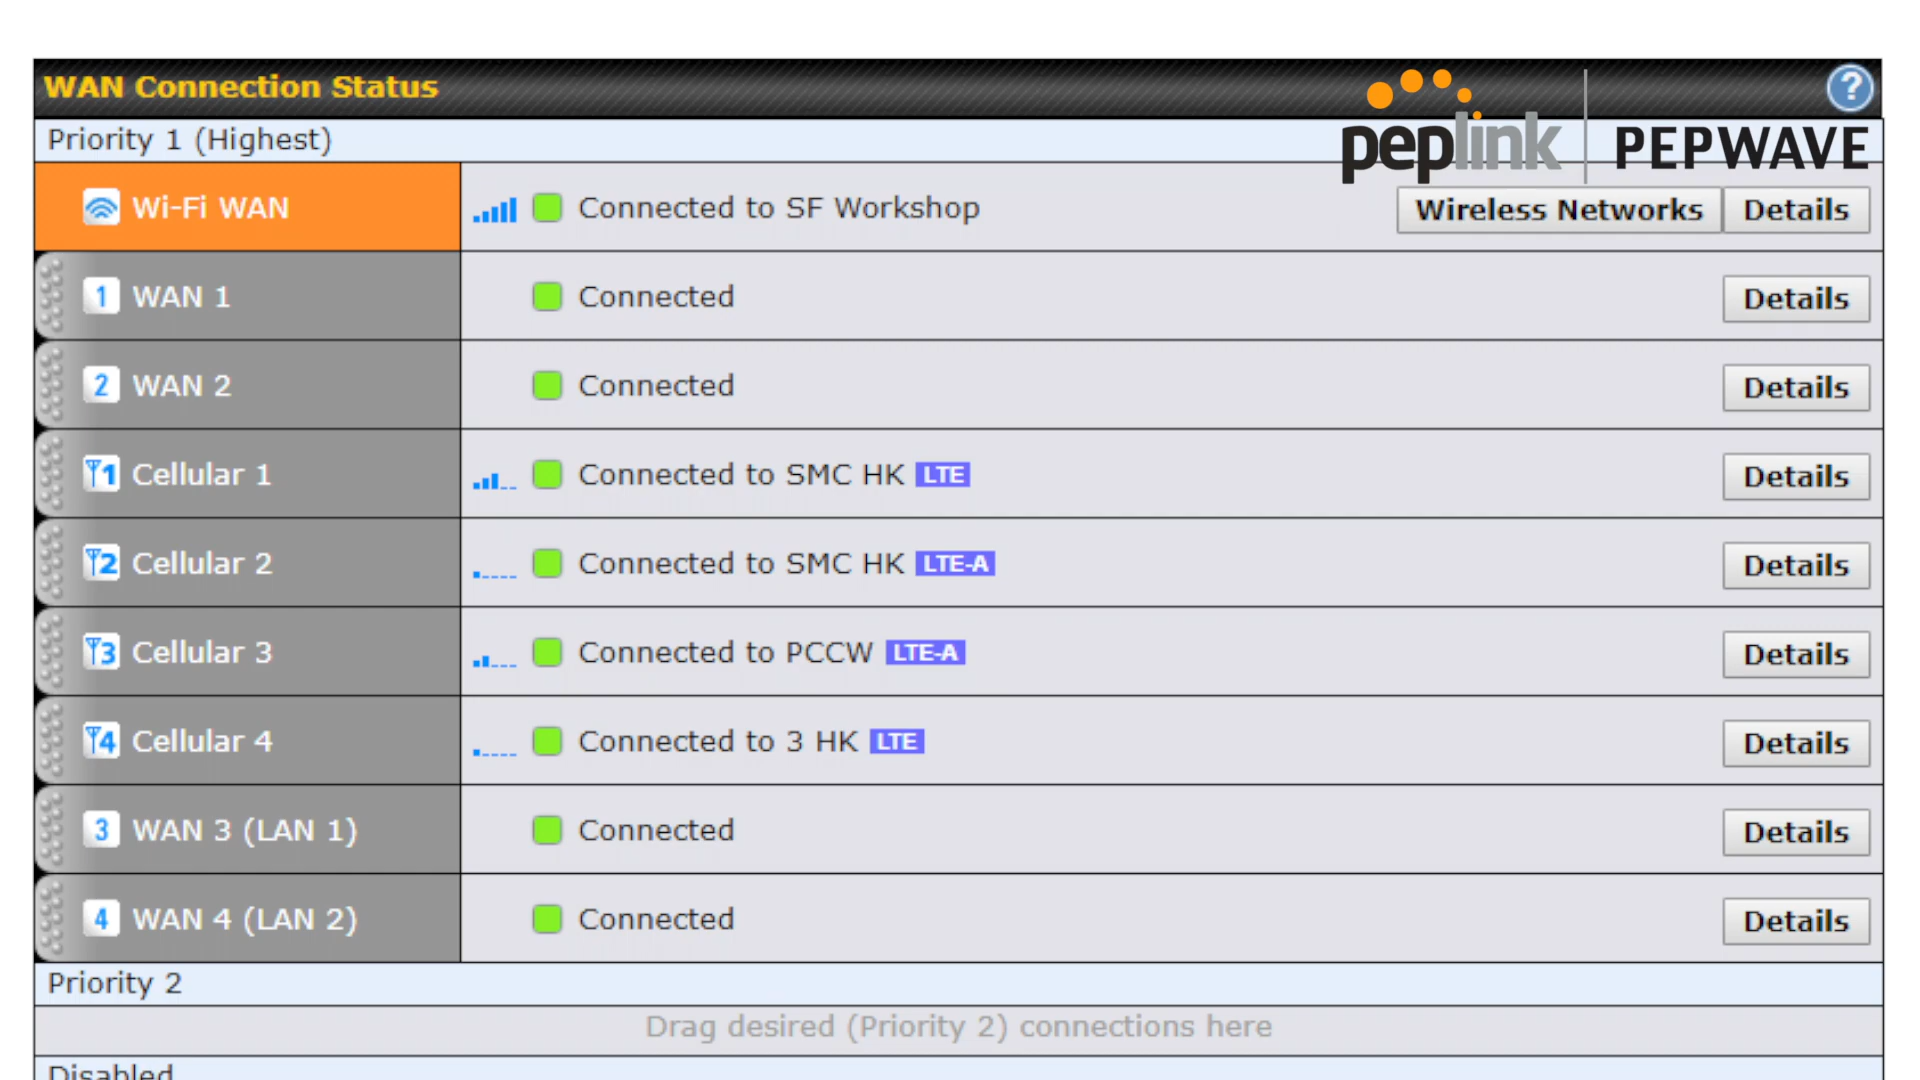 WAN Connection Status
?
peplink | PEPWAVE
Priority 1 (Highest)
Wi-Fi WAN Connected to SF Workshop Wireless Networks Details
1 WAN 1 Connected Details
2 WAN 2 Connected Details
1 Cellular 1 Connected to SMC HK LTE Details
2 Cellular 2 Connected to SMC HK LTE-A Details
3 Cellular 3 Connected to PCCW LTE-A Details
4 Cellular 4 Connected to 3 HK LTE Details
3 WAN 3 (LAN 1) Connected Details
4 WAN 4 (LAN 2) Connected Details
Priority 2
Drag desired (Priority 2) connections here
Disabled